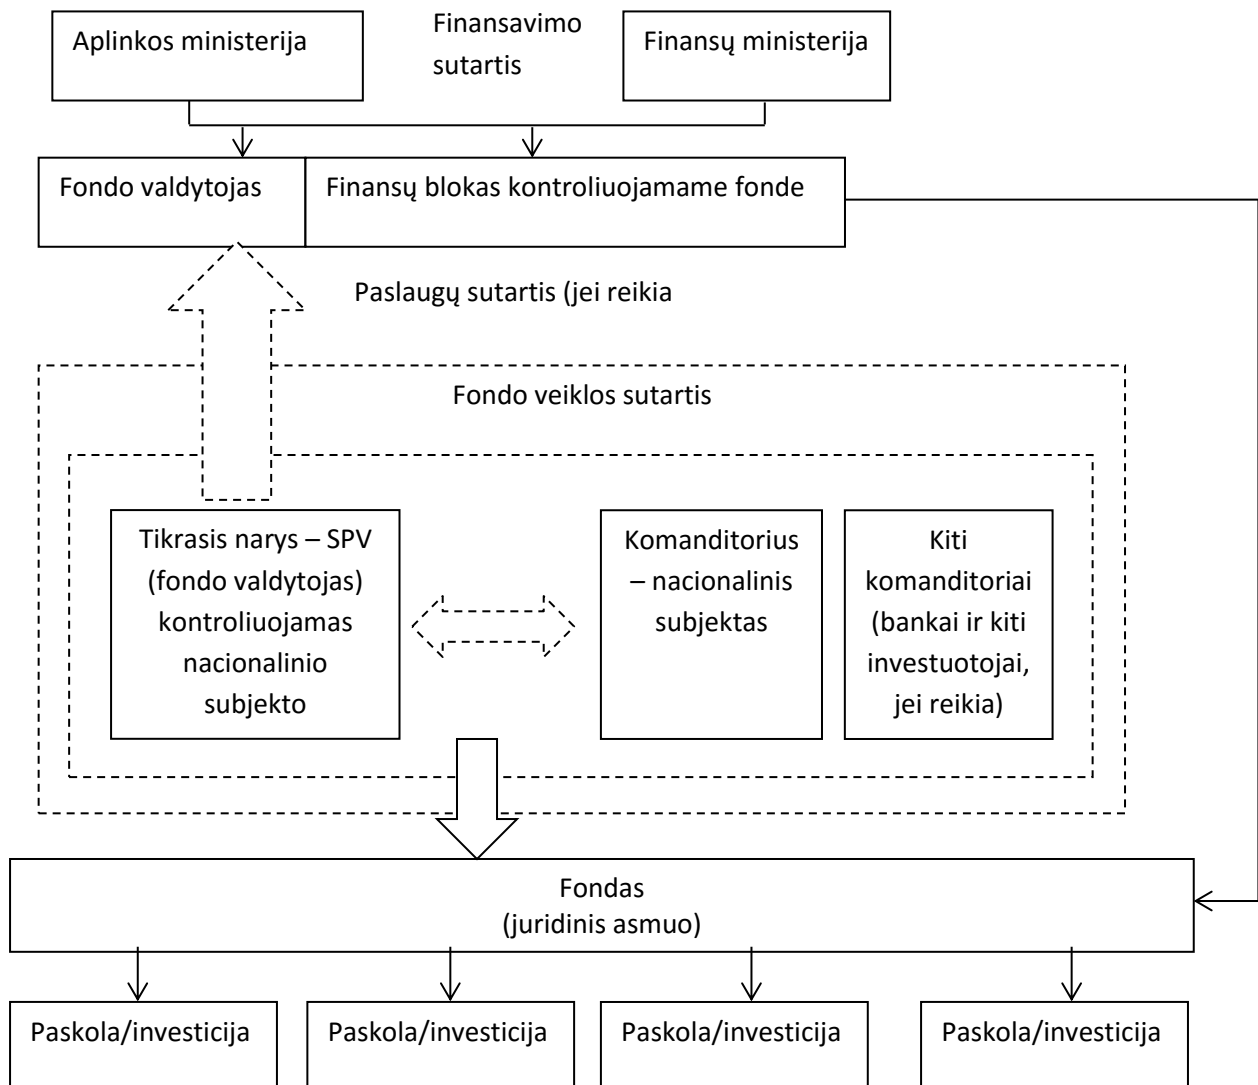 Aplinkos ministerija
Finansavimo
sutartis
Finansų ministerija
Fondo valdytojas
Finansų blokas kontroliuojamame fonde
Paslaugų sutartis (jei reikia
Fondo veiklos sutartis
Tikrasis narys – SPV
(fondo valdytojas)
kontroliuojamas
nacionalinio
subjekto
Komanditorius
– nacionalinis
subjektas
Kiti
komanditoriai
(bankai ir kiti
investuotojai,
jei reikia)
Fondas
(juridinis asmuo)
Paskola/investicija
Paskola/investicija
Paskola/investicija
Paskola/investicija